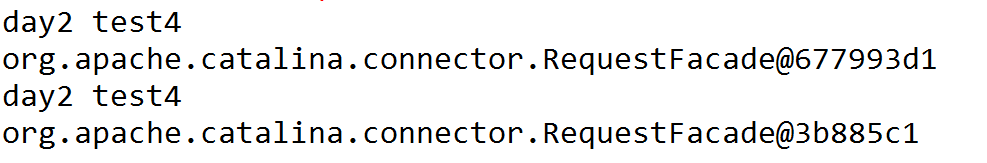 day2 test4
org.apache.catalina.connector.RequestFacade@677993d1
day2 test4
org.apache.catalina.connector.RequestFacade@3b885c1